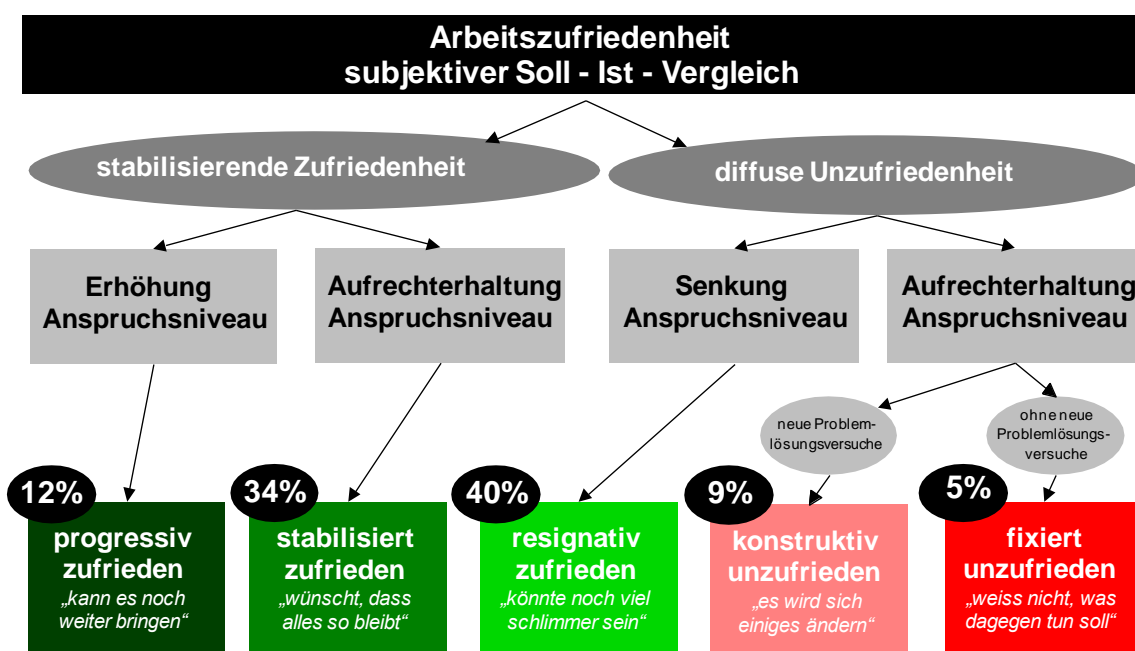 Arbeitszufriedenheit
subjektiver Soll - Ist - Vergleich
stabilisierende Zufriedenheit
diffuse Unzufriedenheit
Erhöhung
Anspruchsniveau
Aufrechterhaltung
Anspruchsniveau
Senkung
Anspruchsniveau
Aufrechterhaltung
Anspruchsniveau
neue Problem-
lösungsversuche
ohne neue
Problemlösungs-
versuche
12%
progressiv
zufrieden
„kann es noch
weiter bringen“
34%
stabilisiert
zufrieden
„wünscht, dass
alles so bleibt“
40%
resignativ
zufrieden
„könnte noch viel
schlimmer sein“
9%
konstruktiv
unzufrieden
„es wird sich
einiges ändern“
5%
fixiert
unzufrieden
„weiss nicht, was
dagegen tun soll“